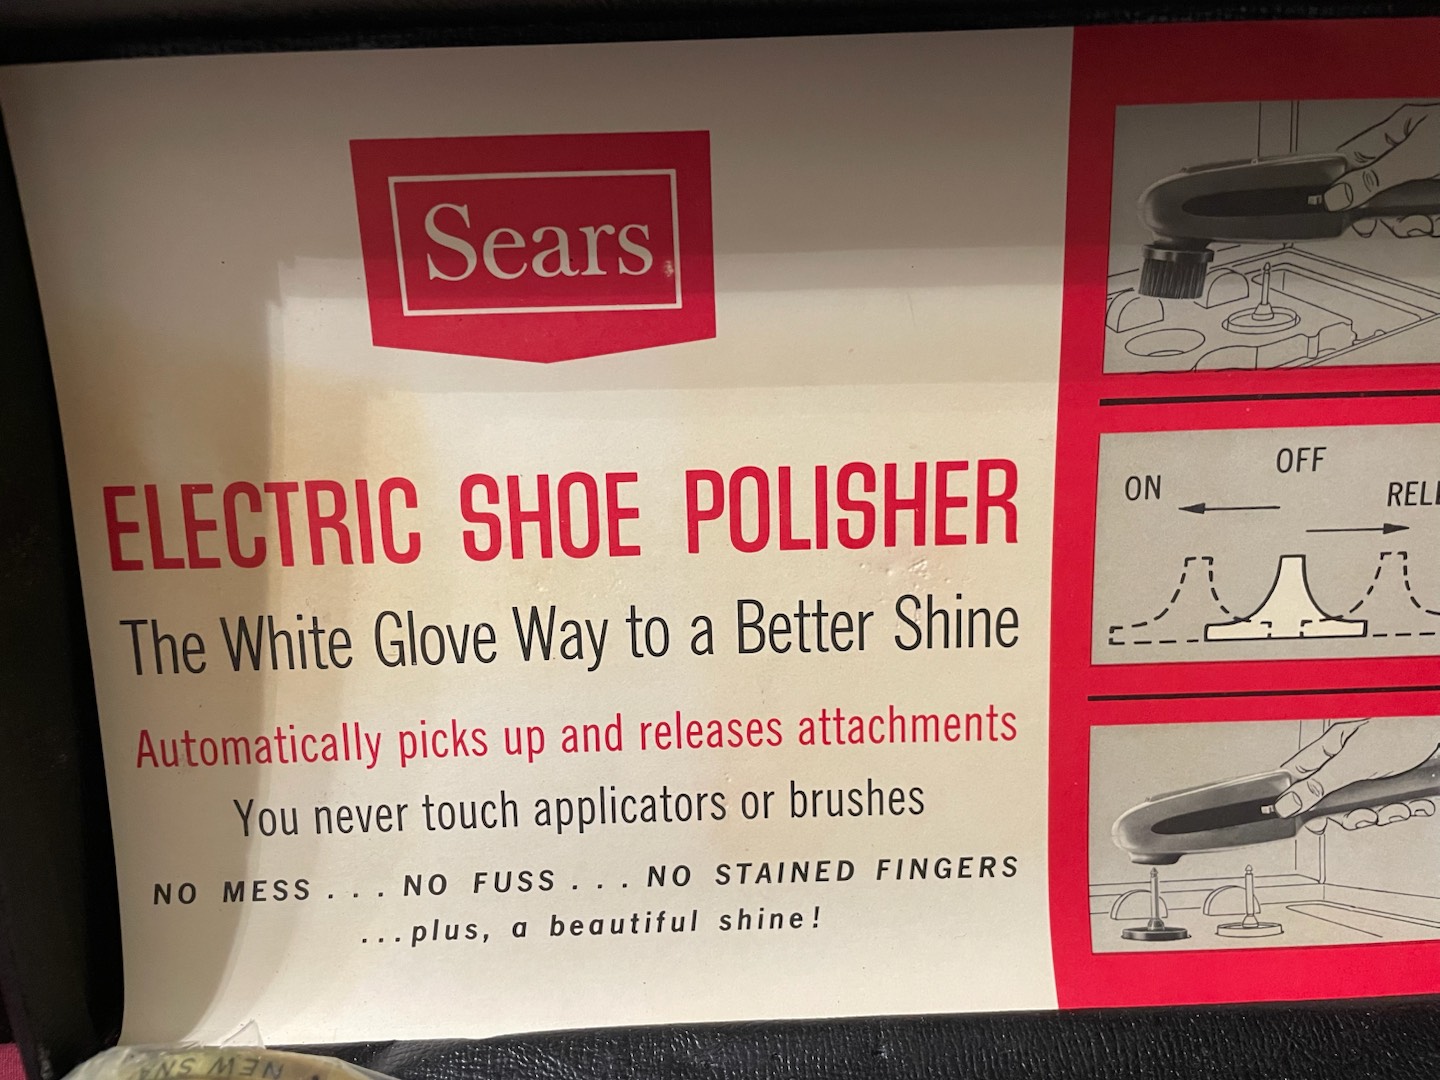 Sears
ELECTRIC SHOE POLISHER
The White Glove Way to a Better Shine
Automatically picks up and releases attachments
You never touch applicators or brushes
NO MESS . . . NO FUSS . . . NO STAINED FINGERS
...plus, a beautiful shine!
OFF
ON
NEW